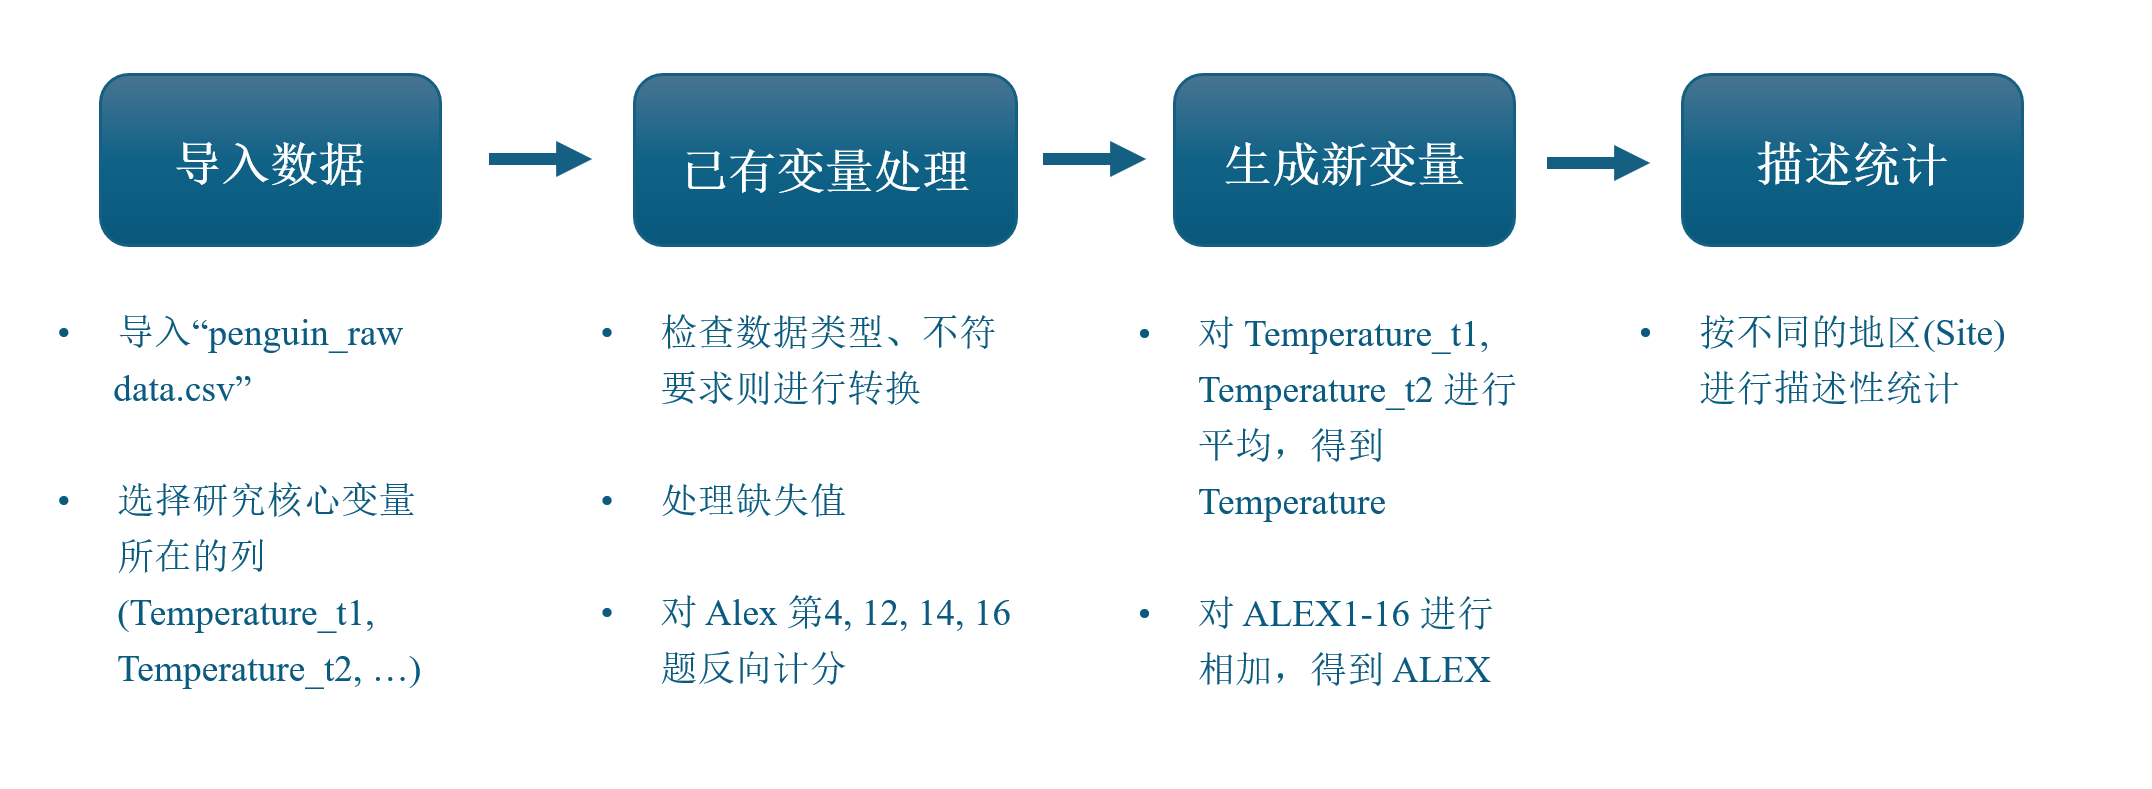 导入数据
已有变量处理
生成新变量
描述统计
• 导入“penguin_raw
data.csv”
• 选择研究核心变量
所在的列
(Temperature_t1,
Temperature_t2, …)
• 检查数据类型、不符
要求则进行转换
• 处理缺失值
• 对 Alex 第4, 12, 14, 16
题反向计分
• 对 Temperature_t1,
Temperature_t2 进行
平均，得到
Temperature
• 对 ALEX1-16 进行
相加，得到 ALEX
• 按不同的地区(Site)
进行描述性统计